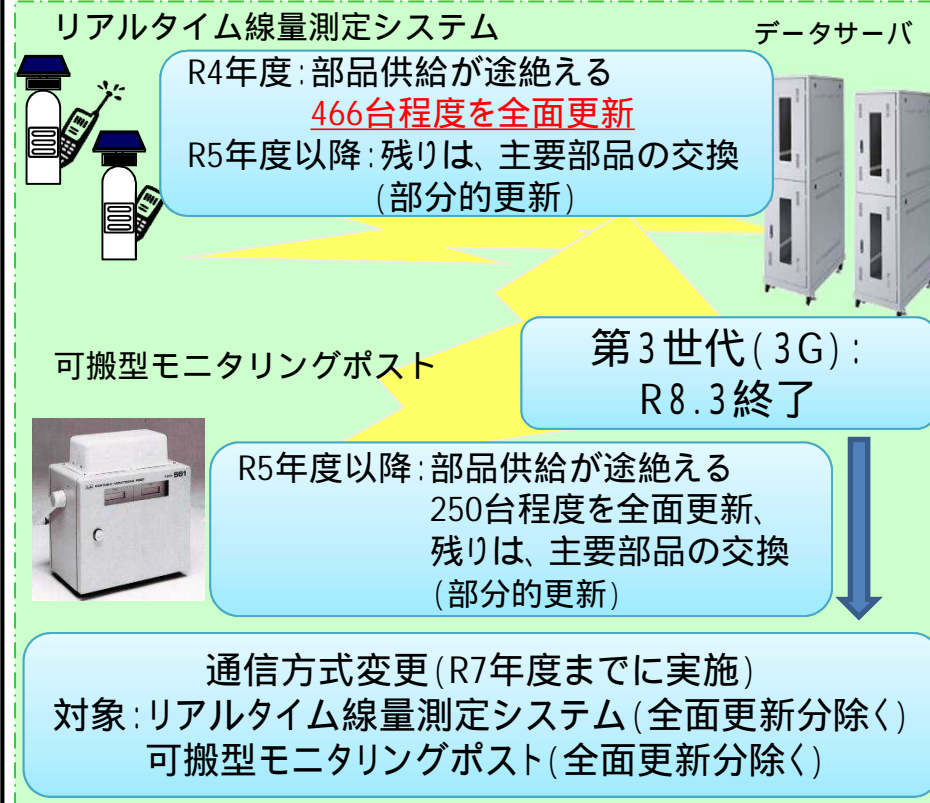 リアルタイム線量測定システム
データサーバ
R4年度:部品供給が途絶える
466台程度を全面更新
R5年度以降:残りは、主要部品の交換
(部分的更新)
第3世代(3G):
R8.3終了
可搬型モニタリングポスト
R5年度以降:部品供給が途絶える
250台程度を全面更新、
残りは、主要部品の交換
(部分的更新)
通信方式変更(R7年度までに実施)
対象:リアルタイム線量測定システム(全面更新分除く)
可搬型モニタリングポスト(全面更新分除く)